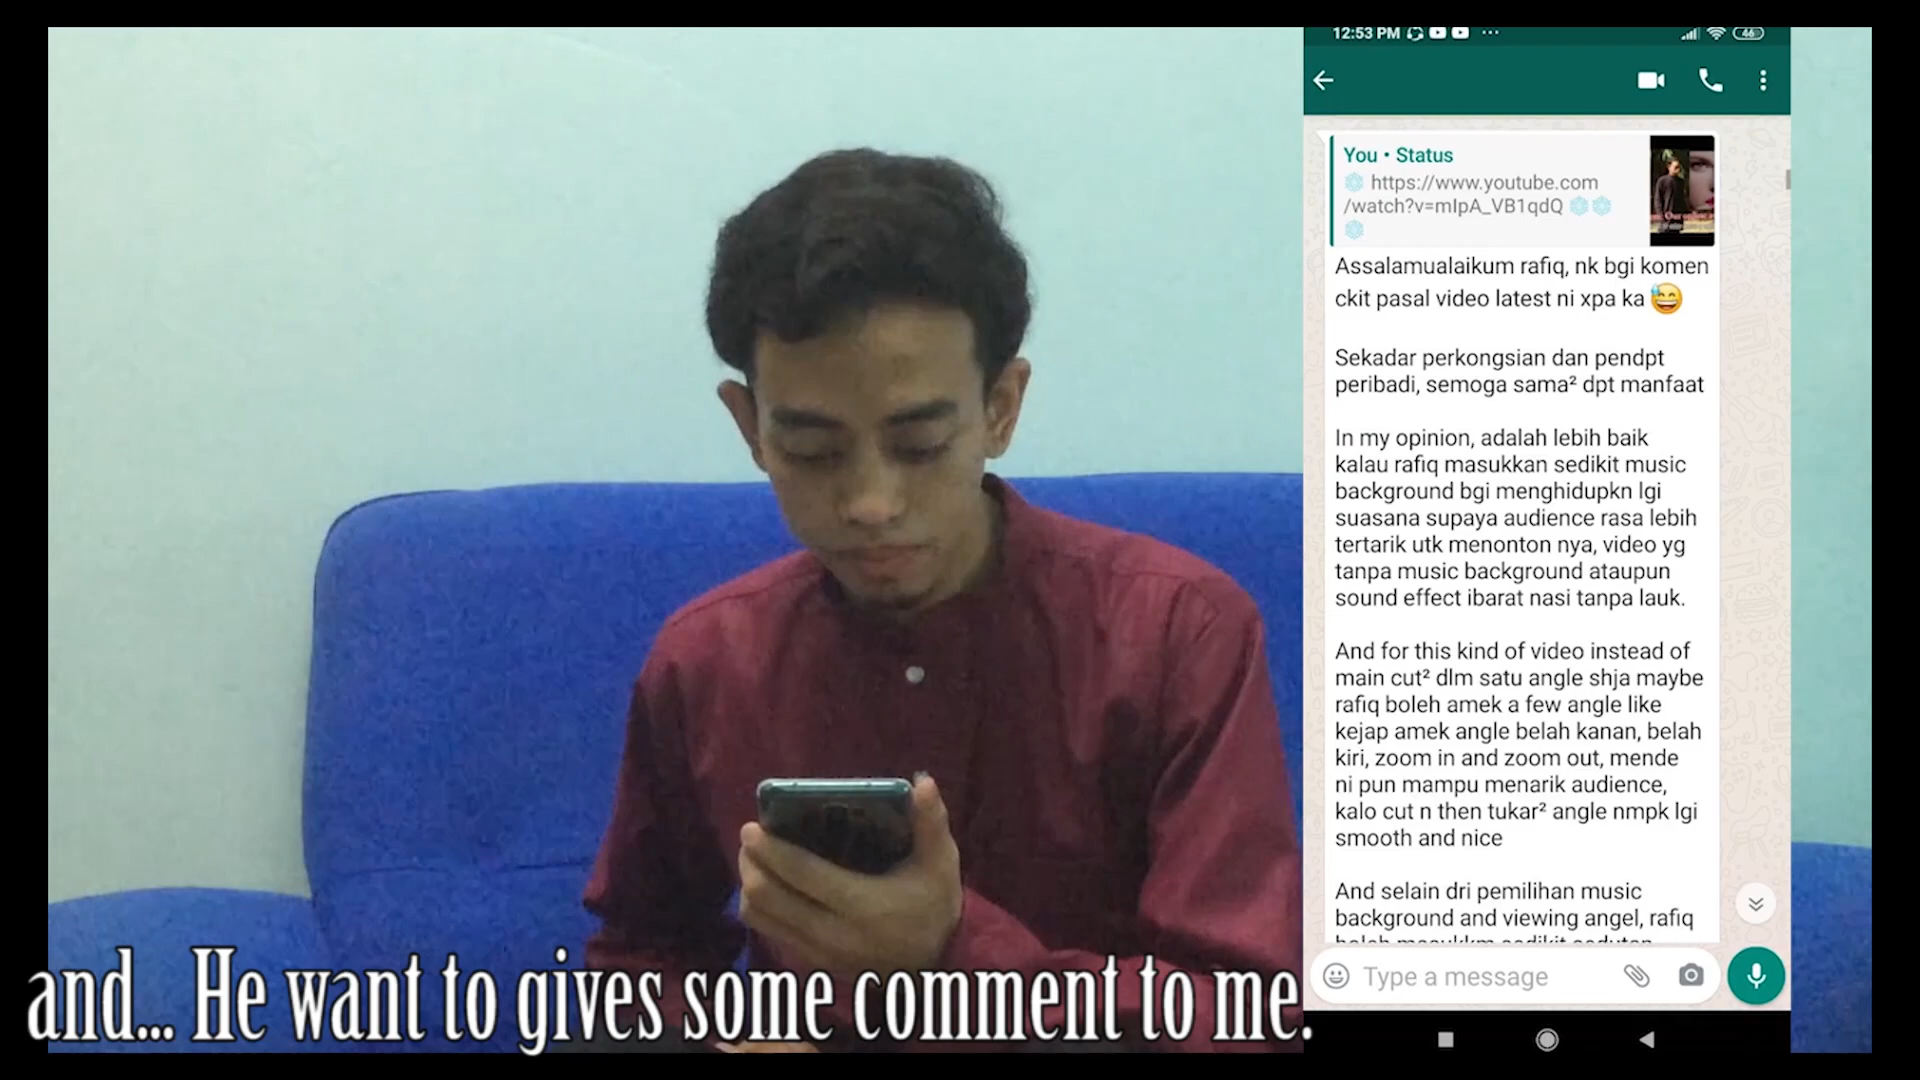 12:53 PM
46
You • Status
https://www.youtube.com
/watch?v=mIpA_VB1qdQ
Assalamualaikum rafiq, nk bgi komen
ckit pasal video latest ni xpa ka 😅
Sekadar perkongsian dan pendpt
peribadi, semoga sama² dpt manfaat
In my opinion, adalah lebih baik
kalau rafiq masukkan sedikit music
background bgi menghidupkn lgi
suasana supaya audience rasa lebih
tertarik utk menonton nya, video yg
tanpa music background ataupun
sound effect ibarat nasi tanpa lauk.
And for this kind of video instead of
main cut² dlm satu angle shja maybe
rafiq boleh amek a few angle like
kejap amek angle belah kanan, belah
kiri, zoom in and zoom out, mende
ni pun mampu menarik audience,
kalo cut n then tukar² angle nmpk lgi
smooth and nice
And selain dri pemilihan music
background and viewing angel, rafiq
Type a message
and... He want to gives some comment to me.